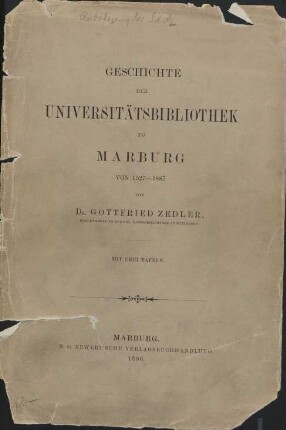 GESCHICHTE
DER
UNIVERSITÄTSBIBLIOTHEK
ZU
MARBURG
VON 1527—1887
VON
DR. GOTTFRIED ZEDLER,
MIT DREI TAFELN.
MARBURG.
N. G. ELWERT'SCHE VERLAGSBUCHHANDLUNG.
1896.